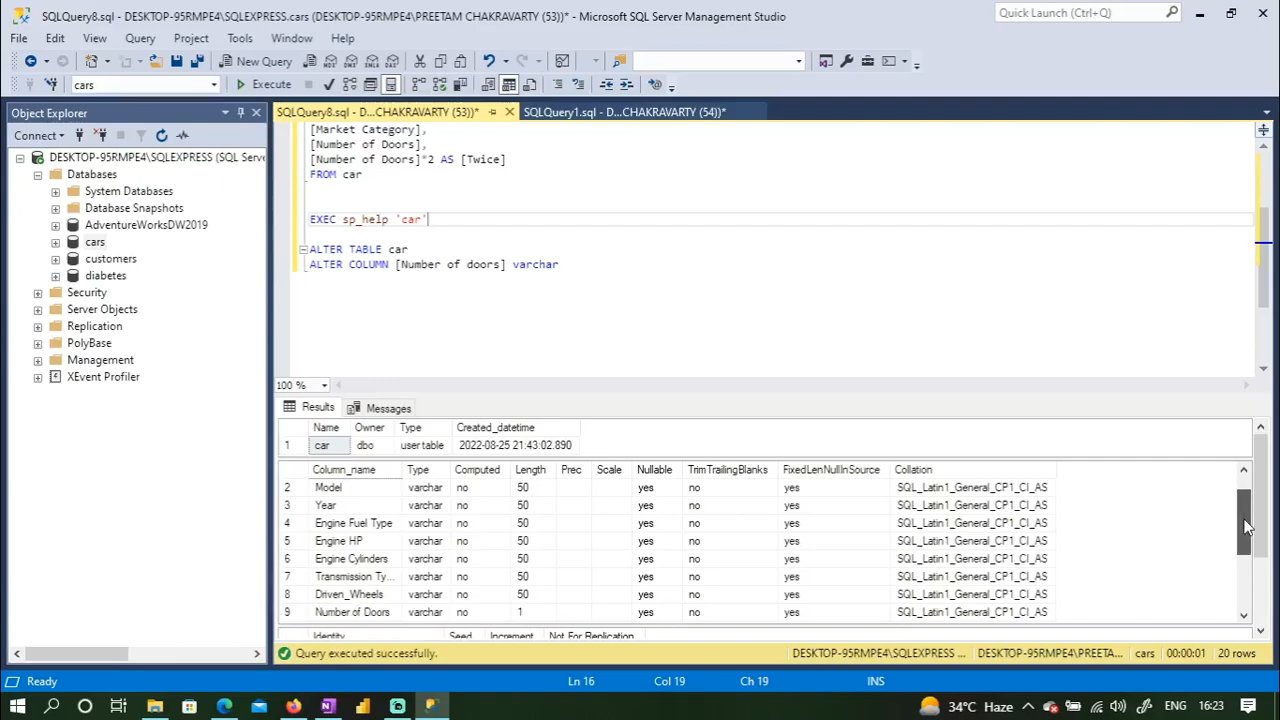 SQLQuery8.sql - DESKTOP-95RMPE4\SQLEXPRESS.cars (DESKTOP-95RMPE4\PREETAM CHAKRAVARTY (53))* - Microsoft SQL Server Management Studio
Quick Launch (Ctrl+Q)
File Edit View Query Project Tools Window Help
New Query
cars
Execute
Object Explorer
Connect
DESKTOP-95RMPE4\SQLEXPRESS (SQL Serve
Databases
System Databases
Database Snapshots
AdventureWorksDW2019
cars
customers
diabetes
Security
Server Objects
Replication
PolyBase
Management
XEvent Profiler
SQLQuery8.sql - D...CHAKRAVARTY (53))*
SQLQuery1.sql - D...CHAKRAVARTY (54))*
[Market Category],
[Number of Doors],
[Number of Doors]*2 AS [Twice]
FROM car
EXEC sp_help 'car'
ALTER TABLE car
ALTER COLUMN [Number of doors] varchar
100 %
Results Messages
Name Owner Type Created_datetime
1 car dbo user table 2022-08-25 21:43:02.890
Column_name Type Computed Length Prec Scale Nullable TrimTrailingBlanks FixedLenNullInSource Collation
2 Model varchar no 50 yes no yes SQL_Latin1_General_CP1_CI_AS
3 Year varchar no 50 yes no yes SQL_Latin1_General_CP1_CI_AS
4 Engine Fuel Type varchar no 50 yes no yes SQL_Latin1_General_CP1_CI_AS
5 Engine HP varchar no 50 yes no yes SQL_Latin1_General_CP1_CI_AS
6 Engine Cylinders varchar no 50 yes no yes SQL_Latin1_General_CP1_CI_AS
7 Transmission Ty... varchar no 50 yes no yes SQL_Latin1_General_CP1_CI_AS
8 Driven_Wheels varchar no 50 yes no yes SQL_Latin1_General_CP1_CI_AS
9 Number of Doors varchar no 1 yes no yes SQL_Latin1_General_CP1_CI_AS
Identity Seed Increment Not For Replication
Query executed successfully.
DESKTOP-95RMPE4\SQLEXPRESS ... DESKTOP-95RMPE4\PREETA... cars 00:00:01 20 rows
Ready
Ln 16 Col 19 Ch 19 INS
34°C Haze
ENG 16:23